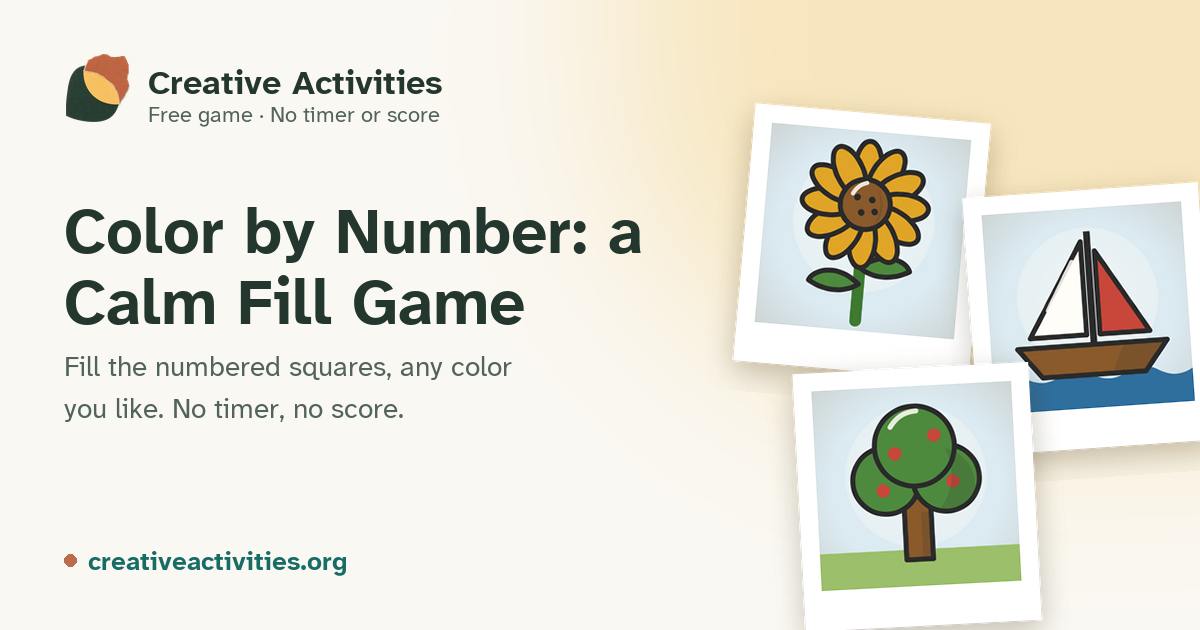 Creative Activities
Free game · No timer or score
Color by Number: a
Calm Fill Game
Fill the numbered squares, any color
you like. No timer, no score.
creativeactivities.org